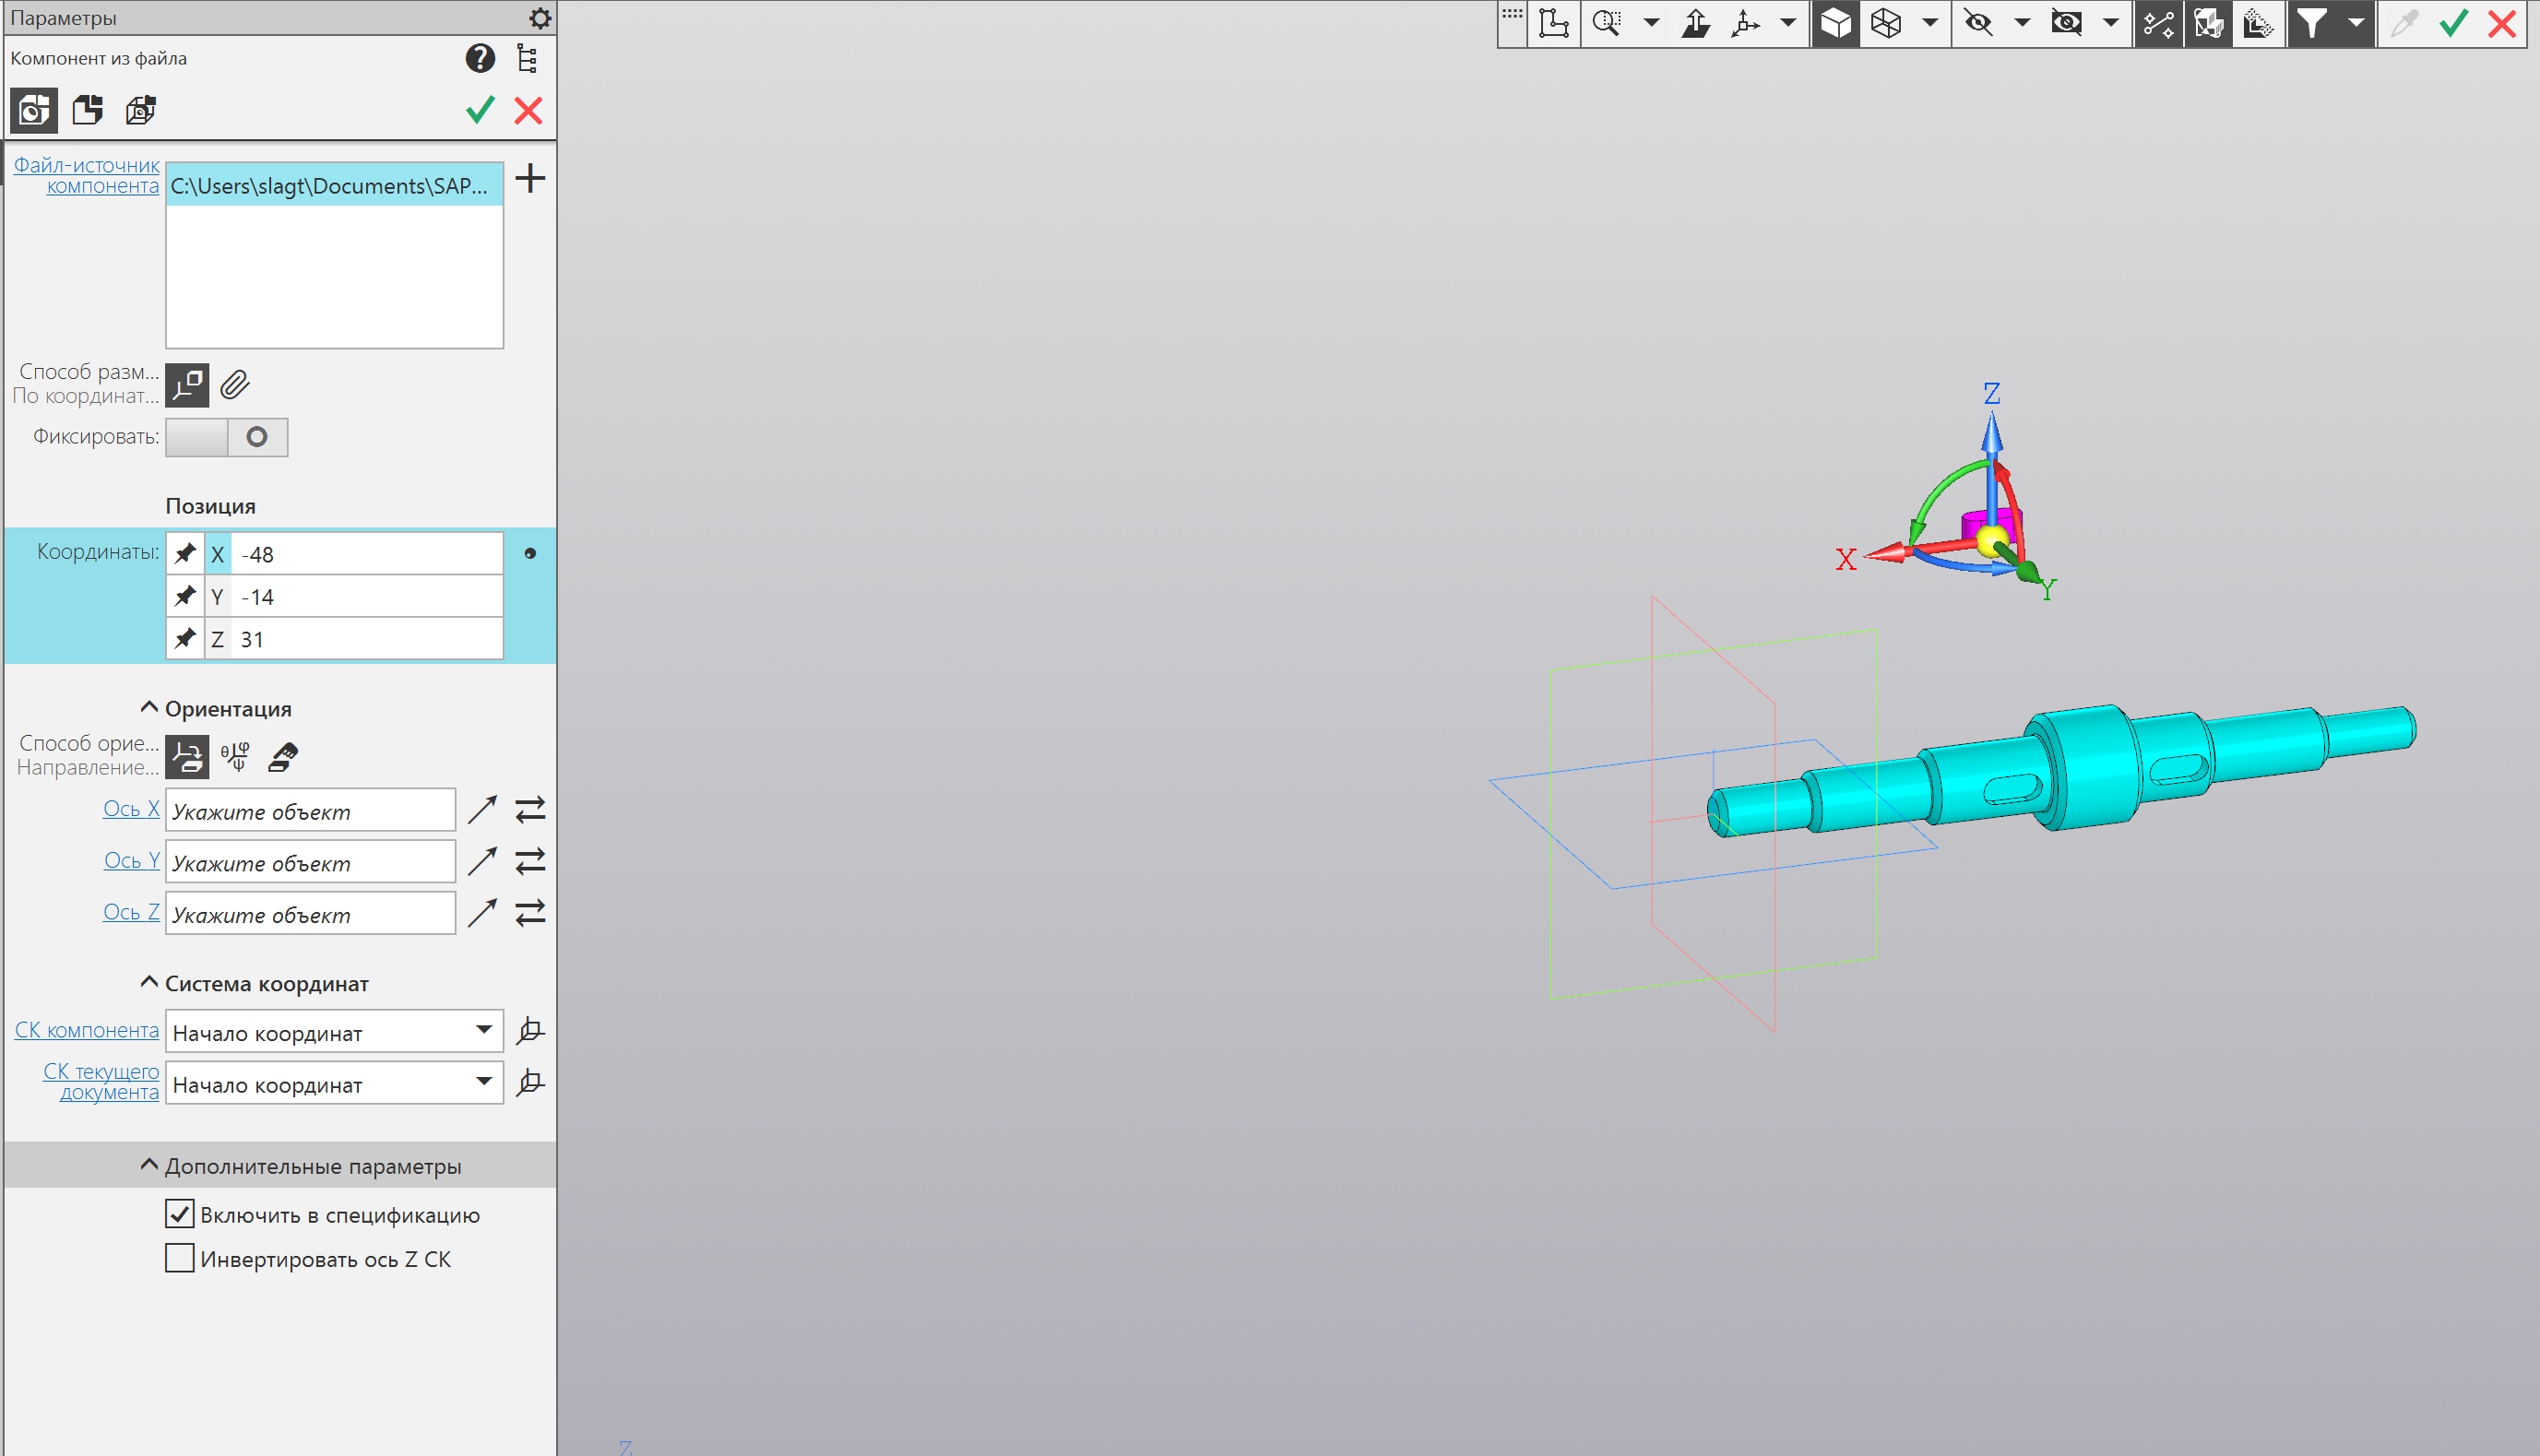 Параметры
Компонент из файла
Файл-источник
компонента
C:\Users\slagt\Documents\SAP...
Способ разм...
По координат...
Фиксировать:
Позиция
Координаты:
X -48
Y -14
Z 31
Ориентация
Способ орие...
Направление...
θ φ ψ
Ось X Укажите объект
Ось Y Укажите объект
Ось Z Укажите объект
Система координат
СК компонента Начало координат
СК текущего
документа
Начало координат
Дополнительные параметры
Включить в спецификацию
Инвертировать ось Z СК
Z
X
Y
Z